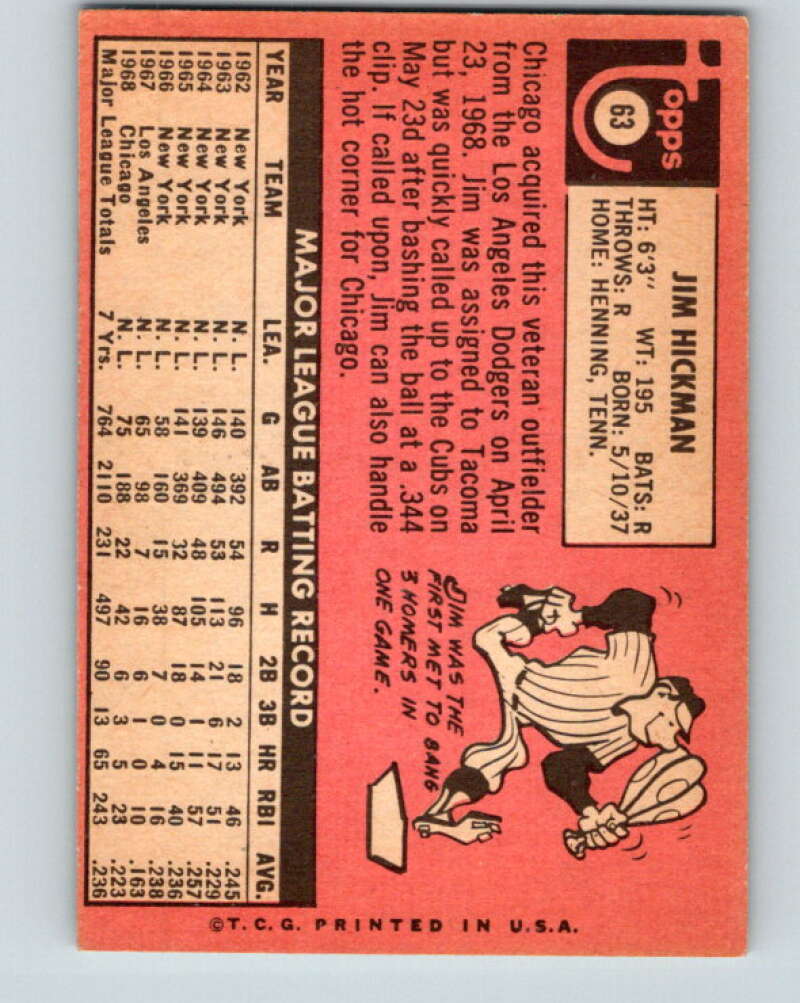 Topps
63
JIM HICKMAN
HT: 6'3" WT: 195 BATS: R
THROWS: R BORN: 5/10/37
HOME: HENNING, TENN.
Chicago acquired this veteran outfielder
from the Los Angeles Dodgers on April
23, 1968. Jim was assigned to Tacoma
but was quickly called up to the Cubs on
May 23d after bashing the ball at a .344
clip. If called upon, Jim can also handle
the hot corner for Chicago.
JIM WAS THE
FIRST MET TO BANG
3 HOMERS IN
ONE GAME.
MAJOR LEAGUE BATTING RECORD
YEAR TEAM LEA. G AB R H 2B 3B HR RBI AVG.
1962 New York N. L. 140 392 54 96 18 2 13 46 .245
1963 New York N. L. 146 494 53 113 21 6 17 51 .229
1964 New York N. L. 139 409 48 105 14 1 11 57 .257
1965 New York N. L. 141 369 32 87 18 0 15 40 .236
1966 New York N. L. 58 160 15 38 7 0 4 16 .238
1967 Los Angeles N. L. 65 98 7 16 6 1 0 10 .163
1968 Chicago N. L. 75 188 22 42 6 3 5 23 .223
Major League Totals 7 Yrs. 764 2110 231 497 90 13 65 243 .236
©T.C.G. PRINTED IN U.S.A.